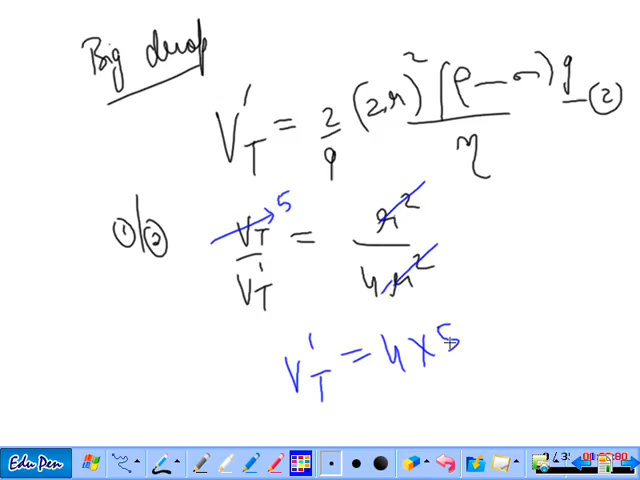 Big drop
V'T = 2/9 (2r)² (ρ − σ) g / η — (2)
(1)/(2) VT / V'T = r² / 4r²
5
V'T = 4 × 5
Edu Pen